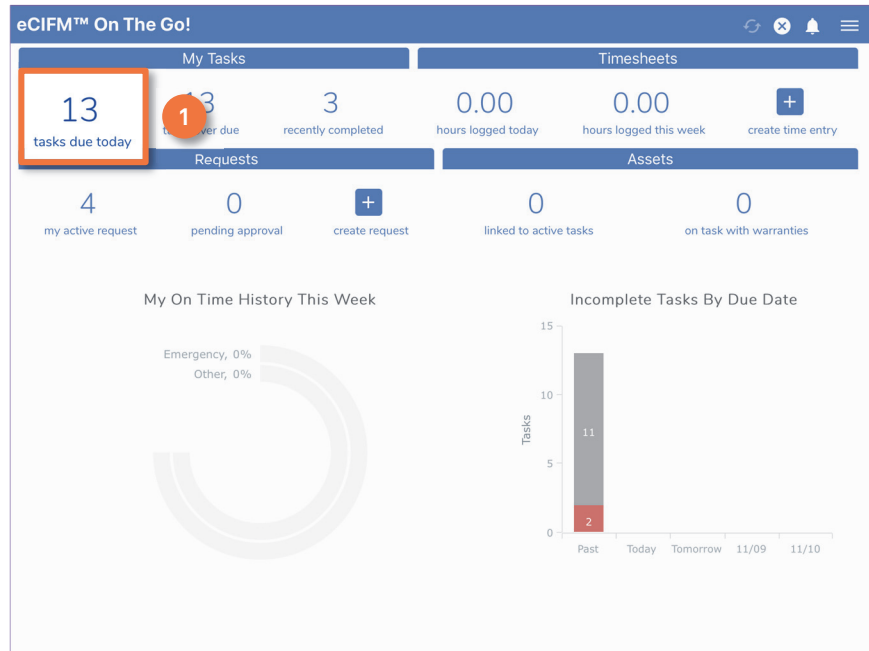 eCIFM™ On The Go!
My Tasks
Timesheets
13
tasks due today
1
3
over due
3
recently completed
0.00
hours logged today
0.00
hours logged this week
+
create time entry
Requests
Assets
4
my active request
0
pending approval
+
create request
0
linked to active tasks
0
on task with warranties
My On Time History This Week
Emergency, 0%
Other, 0%
Incomplete Tasks By Due Date
15
10
5
0
Tasks
11
2
Past Today Tomorrow 11/09 11/10